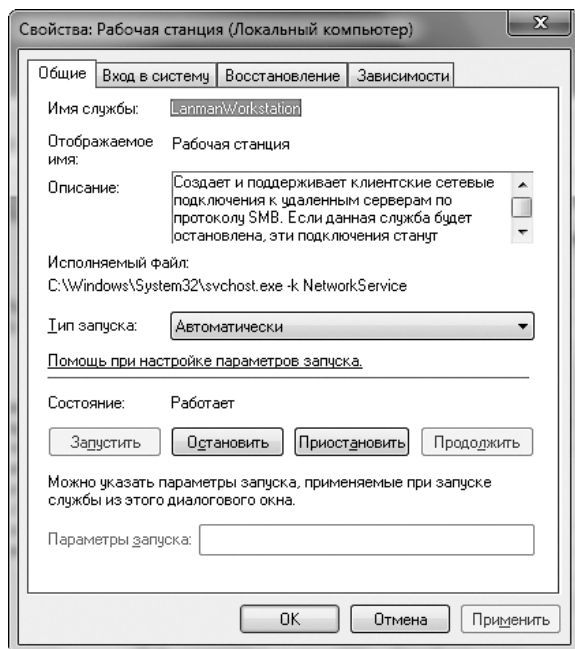 Свойства: Рабочая станция (Локальный компьютер)
Общие Вход в систему Восстановление Зависимости
Имя службы: LanmanWorkstation
Отображаемое имя: Рабочая станция
Описание: Создает и поддерживает клиентские сетевые
подключения к удаленным серверам по
протоколу SMB. Если данная служба будет
остановлена, эти подключения станут
Исполняемый файл:
C:\Windows\System32\svchost.exe -k NetworkService
Тип запуска: Автоматически
Помощь при настройке параметров запуска.
Состояние: Работает
Запустить Остановить Приостановить Продолжить
Можно указать параметры запуска, применяемые при запуске
службы из этого диалогового окна.
Параметры запуска:
OK Отмена Применить